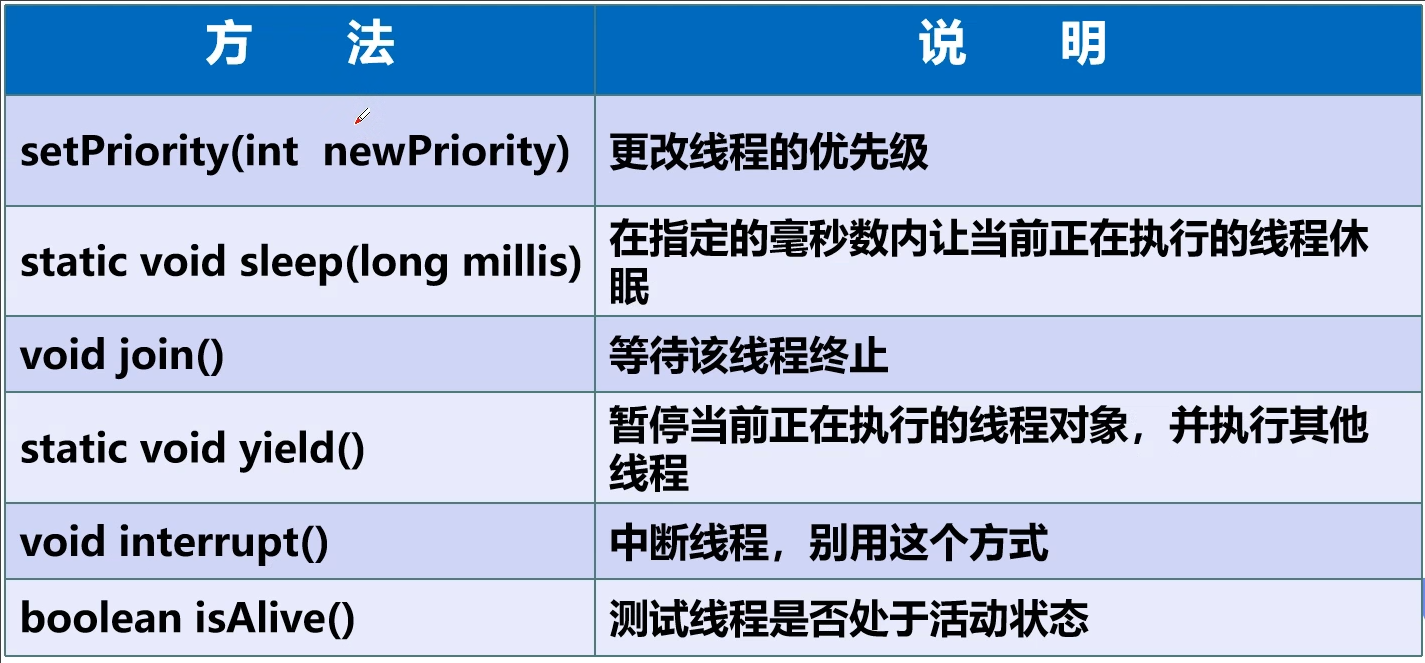 方 法
说 明
setPriority(int newPriority)
更改线程的优先级
static void sleep(long millis)
在指定的毫秒数内让当前正在执行的线程休
眠
void join()
等待该线程终止
static void yield()
暂停当前正在执行的线程对象，并执行其他
线程
void interrupt()
中断线程，别用这个方式
boolean isAlive()
测试线程是否处于活动状态